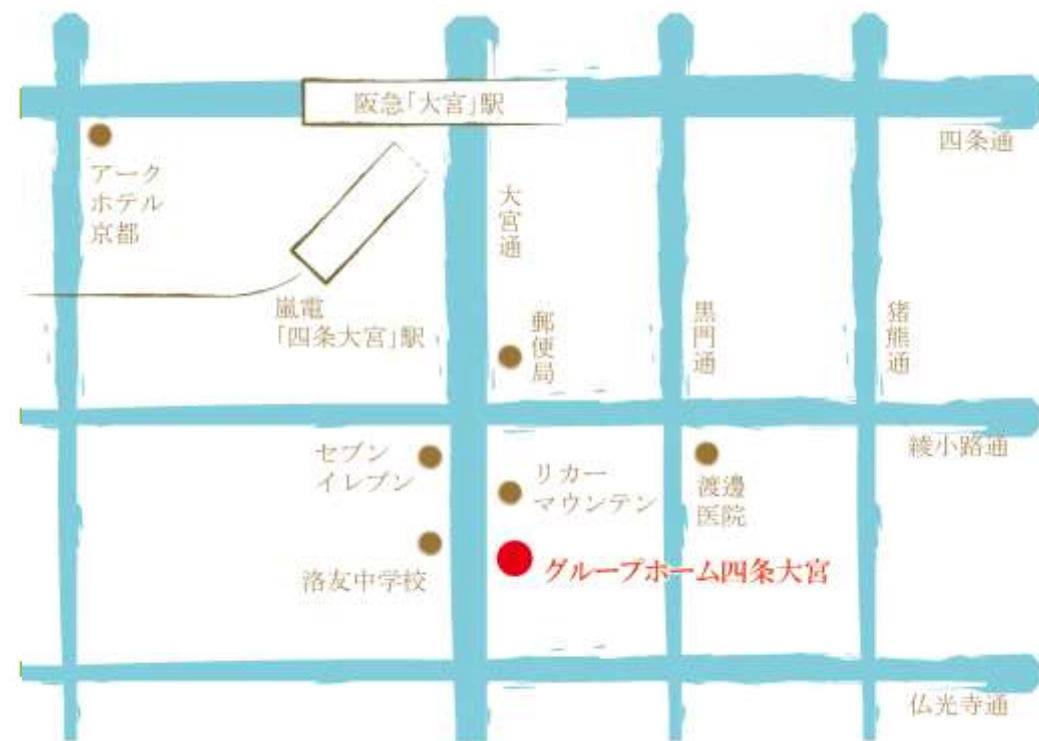 阪急「大宮」駅
四条通
アーク
ホテル
京都
大宮通
嵐電
「四条大宮」駅
郵便局
黒門通
猪熊通
綾小路通
セブン
イレブン
リカー
マウンテン
渡邊
医院
洛友中学校
グループホーム四条大宮
仏光寺通